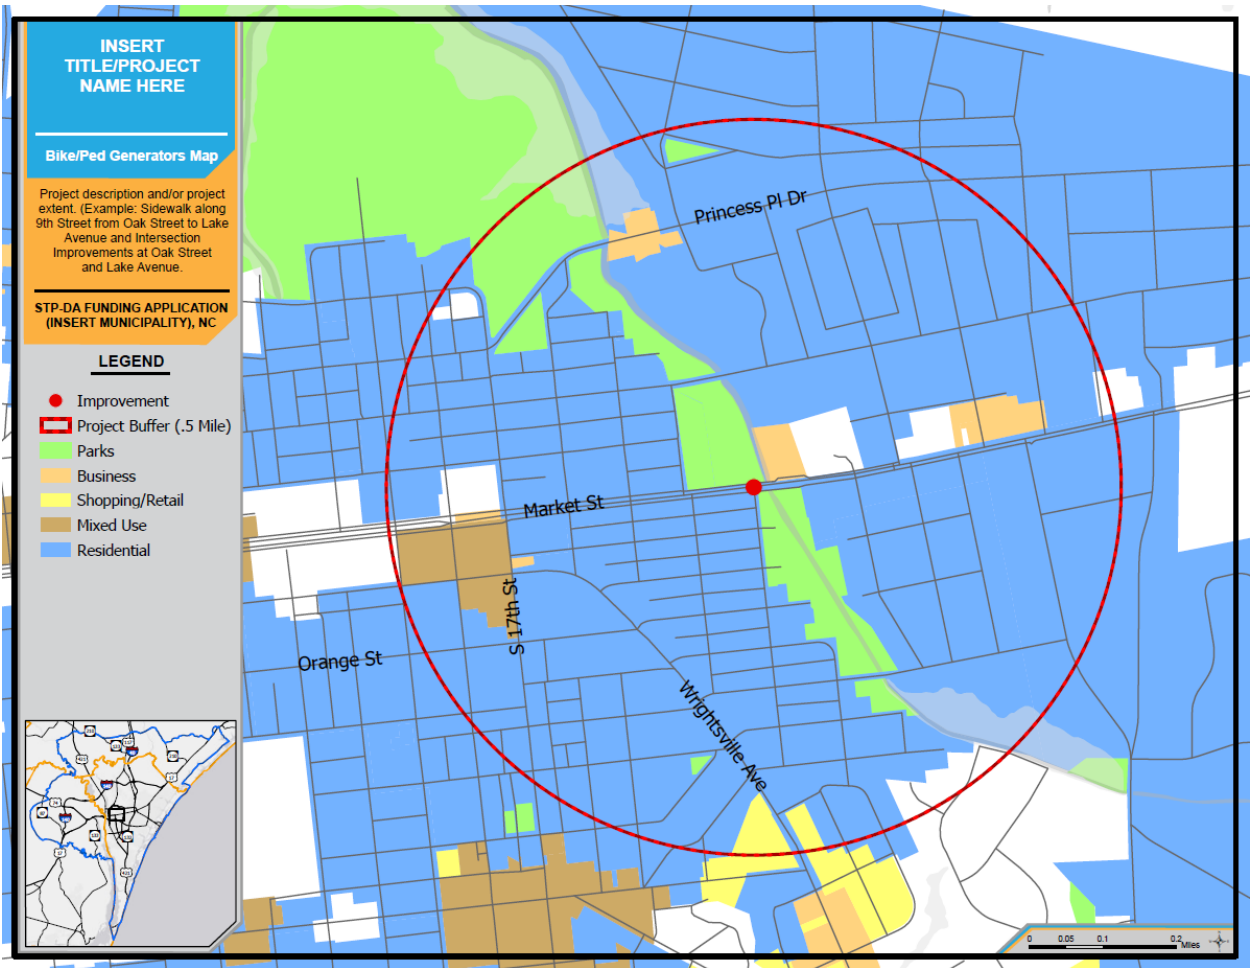 INSERT
TITLE/PROJECT
NAME HERE
Bike/Ped Generators Map
Project description and/or project
extent. (Example: Sidewalk along
9th Street from Oak Street to Lake
Avenue and Intersection
Improvements at Oak Street
and Lake Avenue.
STP-DA FUNDING APPLICATION
(INSERT MUNICIPALITY), NC
LEGEND
Improvement
Project Buffer (.5 Mile)
Parks
Business
Shopping/Retail
Mixed Use
Residential
Princess Pl Dr
Market St
S 17th St
Orange St
Wrightsville Ave
0 0.05 0.1 0.2
Miles